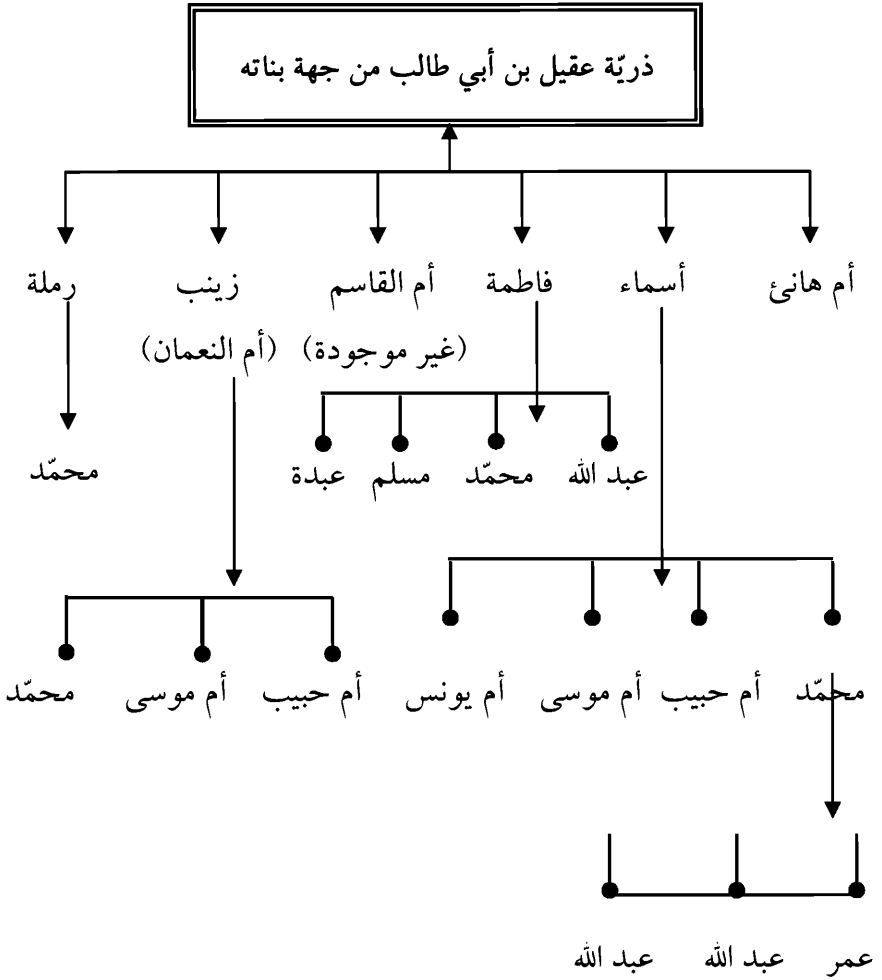 ذريّة عقيل بن أبي طالب من جهة بناته
أم هانئ أسماء فاطمة أم القاسم زينب رملة
(غير موجودة) (أم النعمان)
عبد الله محمّد مسلم عبدة محمّد
محمّد أم حبيب أم موسى أم يونس أم حبيب أم موسى محمّد
عمر عبد الله عبد الله